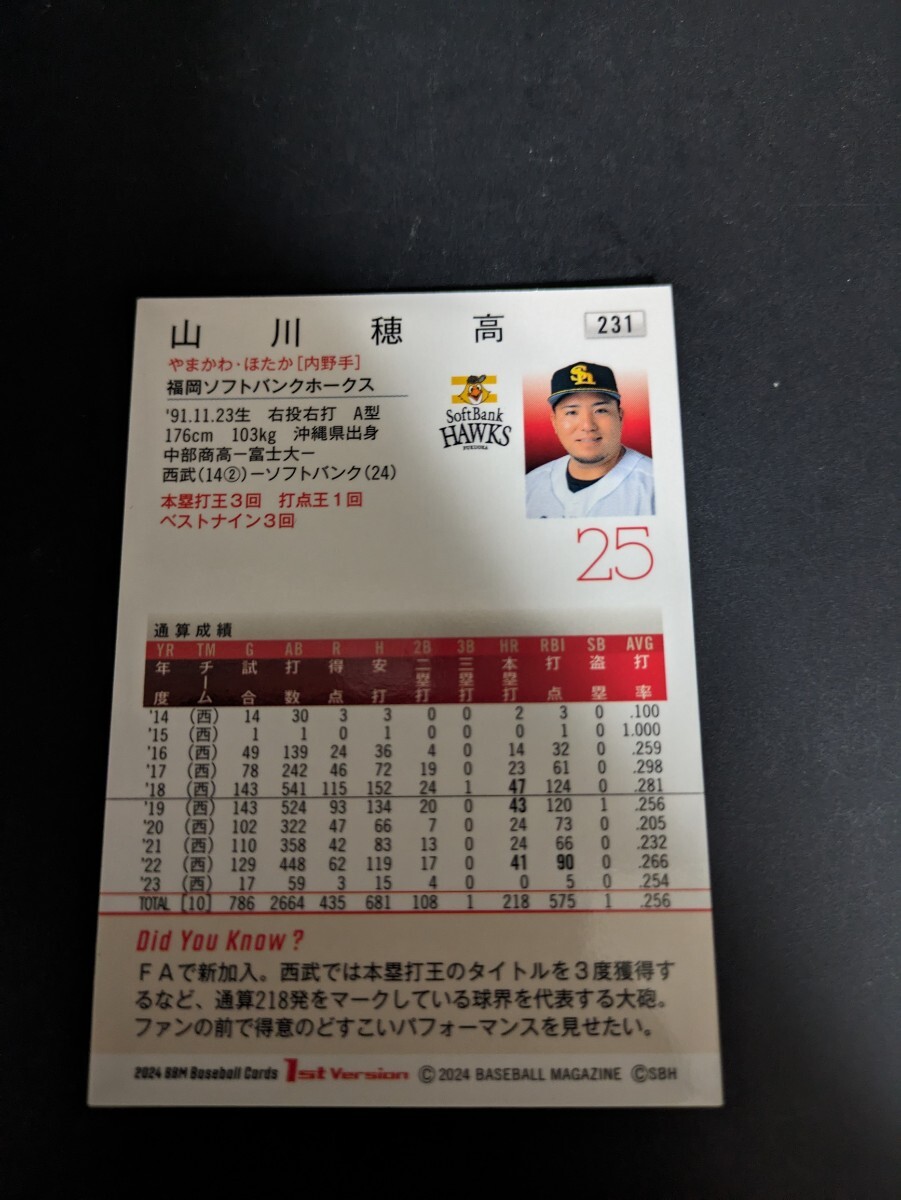 山川穂高
231
やまかわ・ほたか[内野手]
福岡ソフトバンクホークス
'91.11.23生 右投右打 A型
176cm 103kg 沖縄県出身
中部商高ー富士大ー
西武(14②)ーソフトバンク(24)
本塁打王3回 打点王1回
ベストナイン3回
SoftBank
HAWKS
FUKUOKA
SH
25
通算成績
YR TM G AB R H 2B 3B HR RBI SB AVG
年度 チーム 試合 打数 得点 安打 二塁打 三塁打 本塁打 打点 盗塁 打率
'14 (西) 14 30 3 3 0 0 2 3 0 .100
'15 (西) 1 1 0 1 0 0 0 1 0 1.000
'16 (西) 49 139 24 36 4 0 14 32 0 .259
'17 (西) 78 242 46 72 19 0 23 61 0 .298
'18 (西) 143 541 115 152 24 1 47 124 0 .281
'19 (西) 143 524 93 134 20 0 43 120 1 .256
'20 (西) 102 322 47 66 7 0 24 73 0 .205
'21 (西) 110 358 42 83 13 0 24 66 0 .232
'22 (西) 129 448 62 119 17 0 41 90 0 .266
'23 (西) 17 59 3 15 4 0 0 5 0 .254
TOTAL [10] 786 2664 435 681 108 1 218 575 1 .256
Did You Know?
FAで新加入。西武では本塁打王のタイトルを3度獲得す
るなど、通算218発をマークしている球界を代表する大砲。
ファンの前で得意のどすこいパフォーマンスを見せたい。
2024 BBM Baseball Cards 1st Version ©2024 BASEBALL MAGAZINE ©SBH